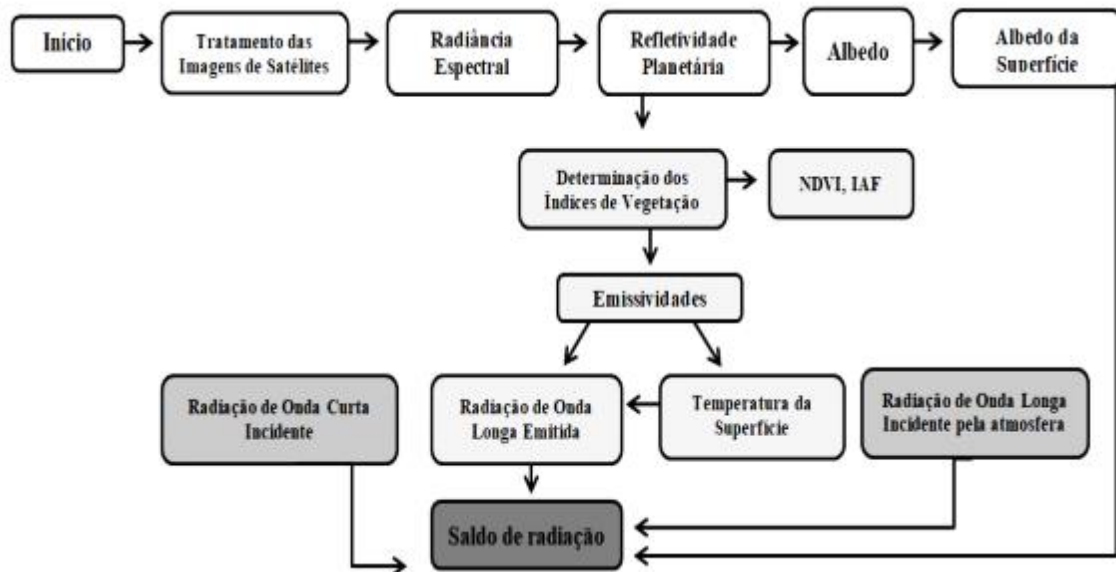 Início
Tratamento das
Imagens de Satélites
Radiância
Espectral
Refletividade
Planetária
Albedo
Albedo da
Superfície
Determinação dos
Índices de Vegetação
NDVI, IAF
Emissividades
Radiação de Onda Curta
Incidente
Radiação de Onda
Longa Emitida
Temperatura da
Superfície
Radiação de Onda Longa
Incidente pela atmosfera
Saldo de radiação